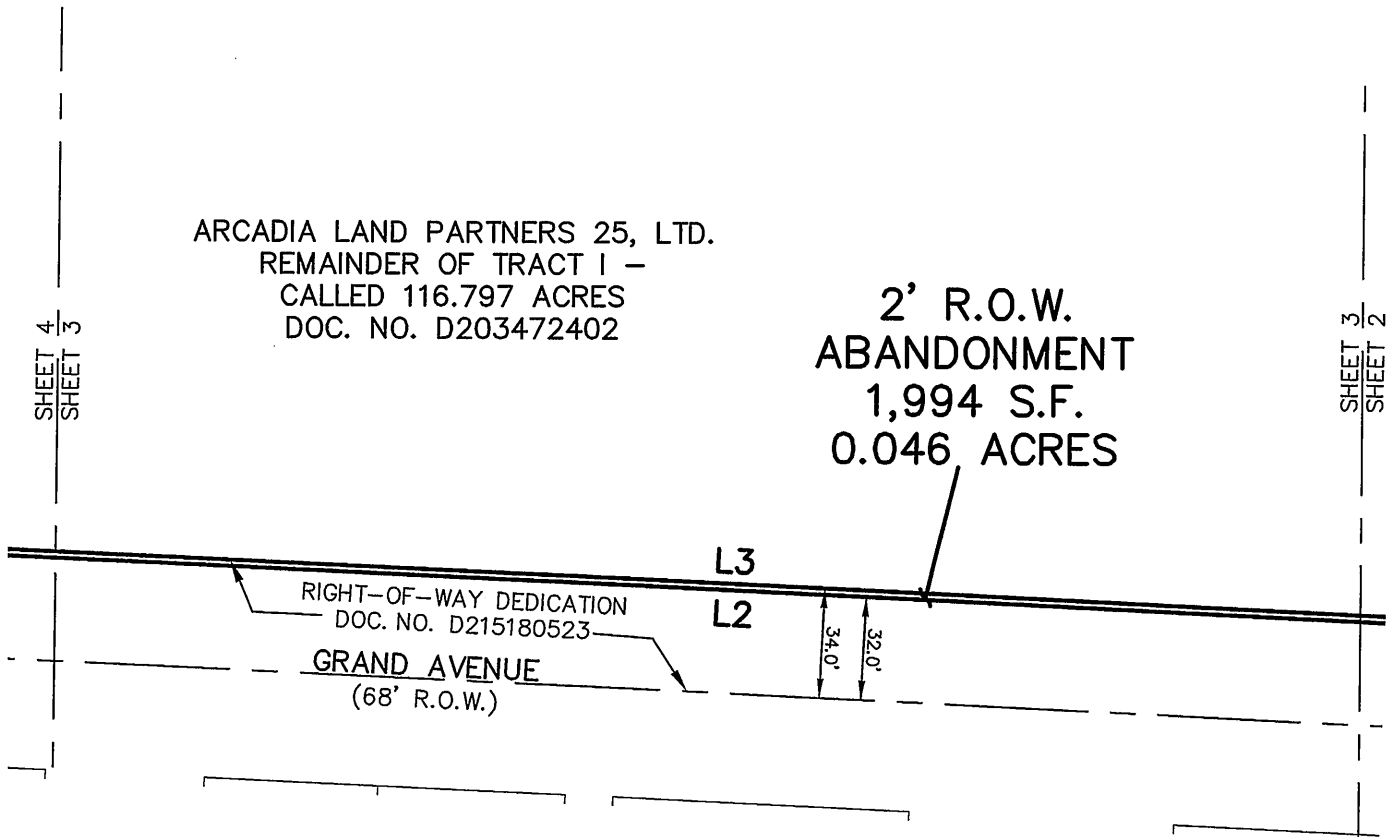 ARCADIA LAND PARTNERS 25, LTD.
REMAINDER OF TRACT I –
CALLED 116.797 ACRES
DOC. NO. D203472402
2' R.O.W.
ABANDONMENT
1,994 S.F.
0.046 ACRES
SHEET 4
SHEET 3
SHEET 3
SHEET 2
L3
L2
RIGHT–OF–WAY DEDICATION
DOC. NO. D215180523
34.0'
32.0'
GRAND AVENUE
(68' R.O.W.)